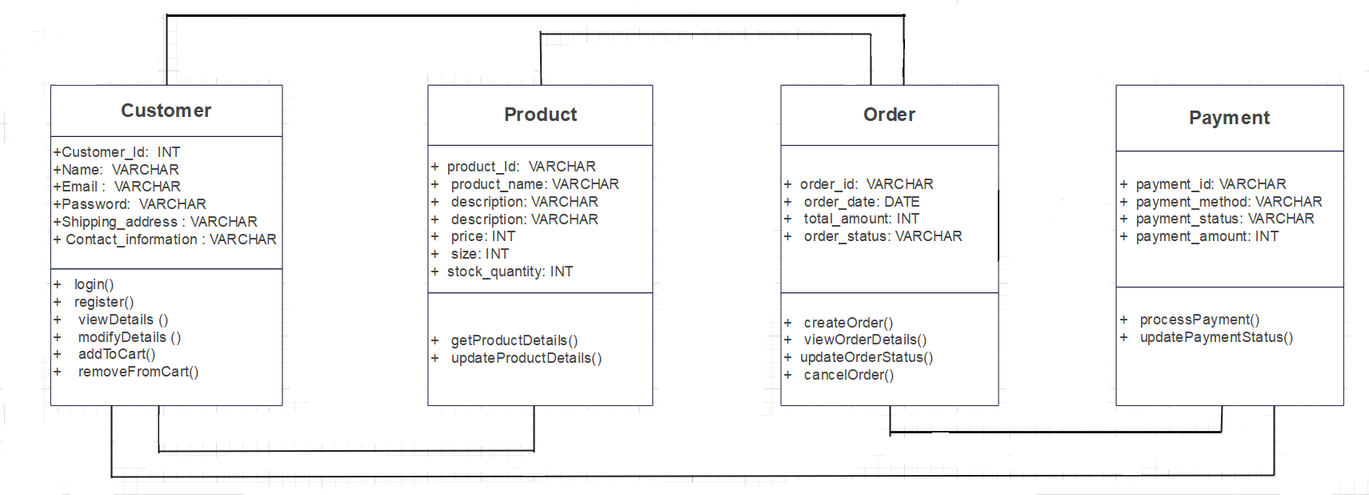 Customer
+Customer_Id: INT
+Name: VARCHAR
+Email : VARCHAR
+Password: VARCHAR
+Shipping_address : VARCHAR
+ Contact_information : VARCHAR
+ login()
+ register()
+ viewDetails ()
+ modifyDetails ()
+ addToCart()
+ removeFromCart()
Product
+ product_Id: VARCHAR
+ product_name: VARCHAR
+ description: VARCHAR
+ description: VARCHAR
+ price: INT
+ size: INT
+ stock_quantity: INT
+ getProductDetails()
+ updateProductDetails()
Order
+ order_id: VARCHAR
+ order_date: DATE
+ total_amount: INT
+ order_status: VARCHAR
+ createOrder()
+ viewOrderDetails()
+ updateOrderStatus()
+ cancelOrder()
Payment
+ payment_id: VARCHAR
+ payment_method: VARCHAR
+ payment_status: VARCHAR
+ payment_amount: INT
+ processPayment()
+ updatePaymentStatus()